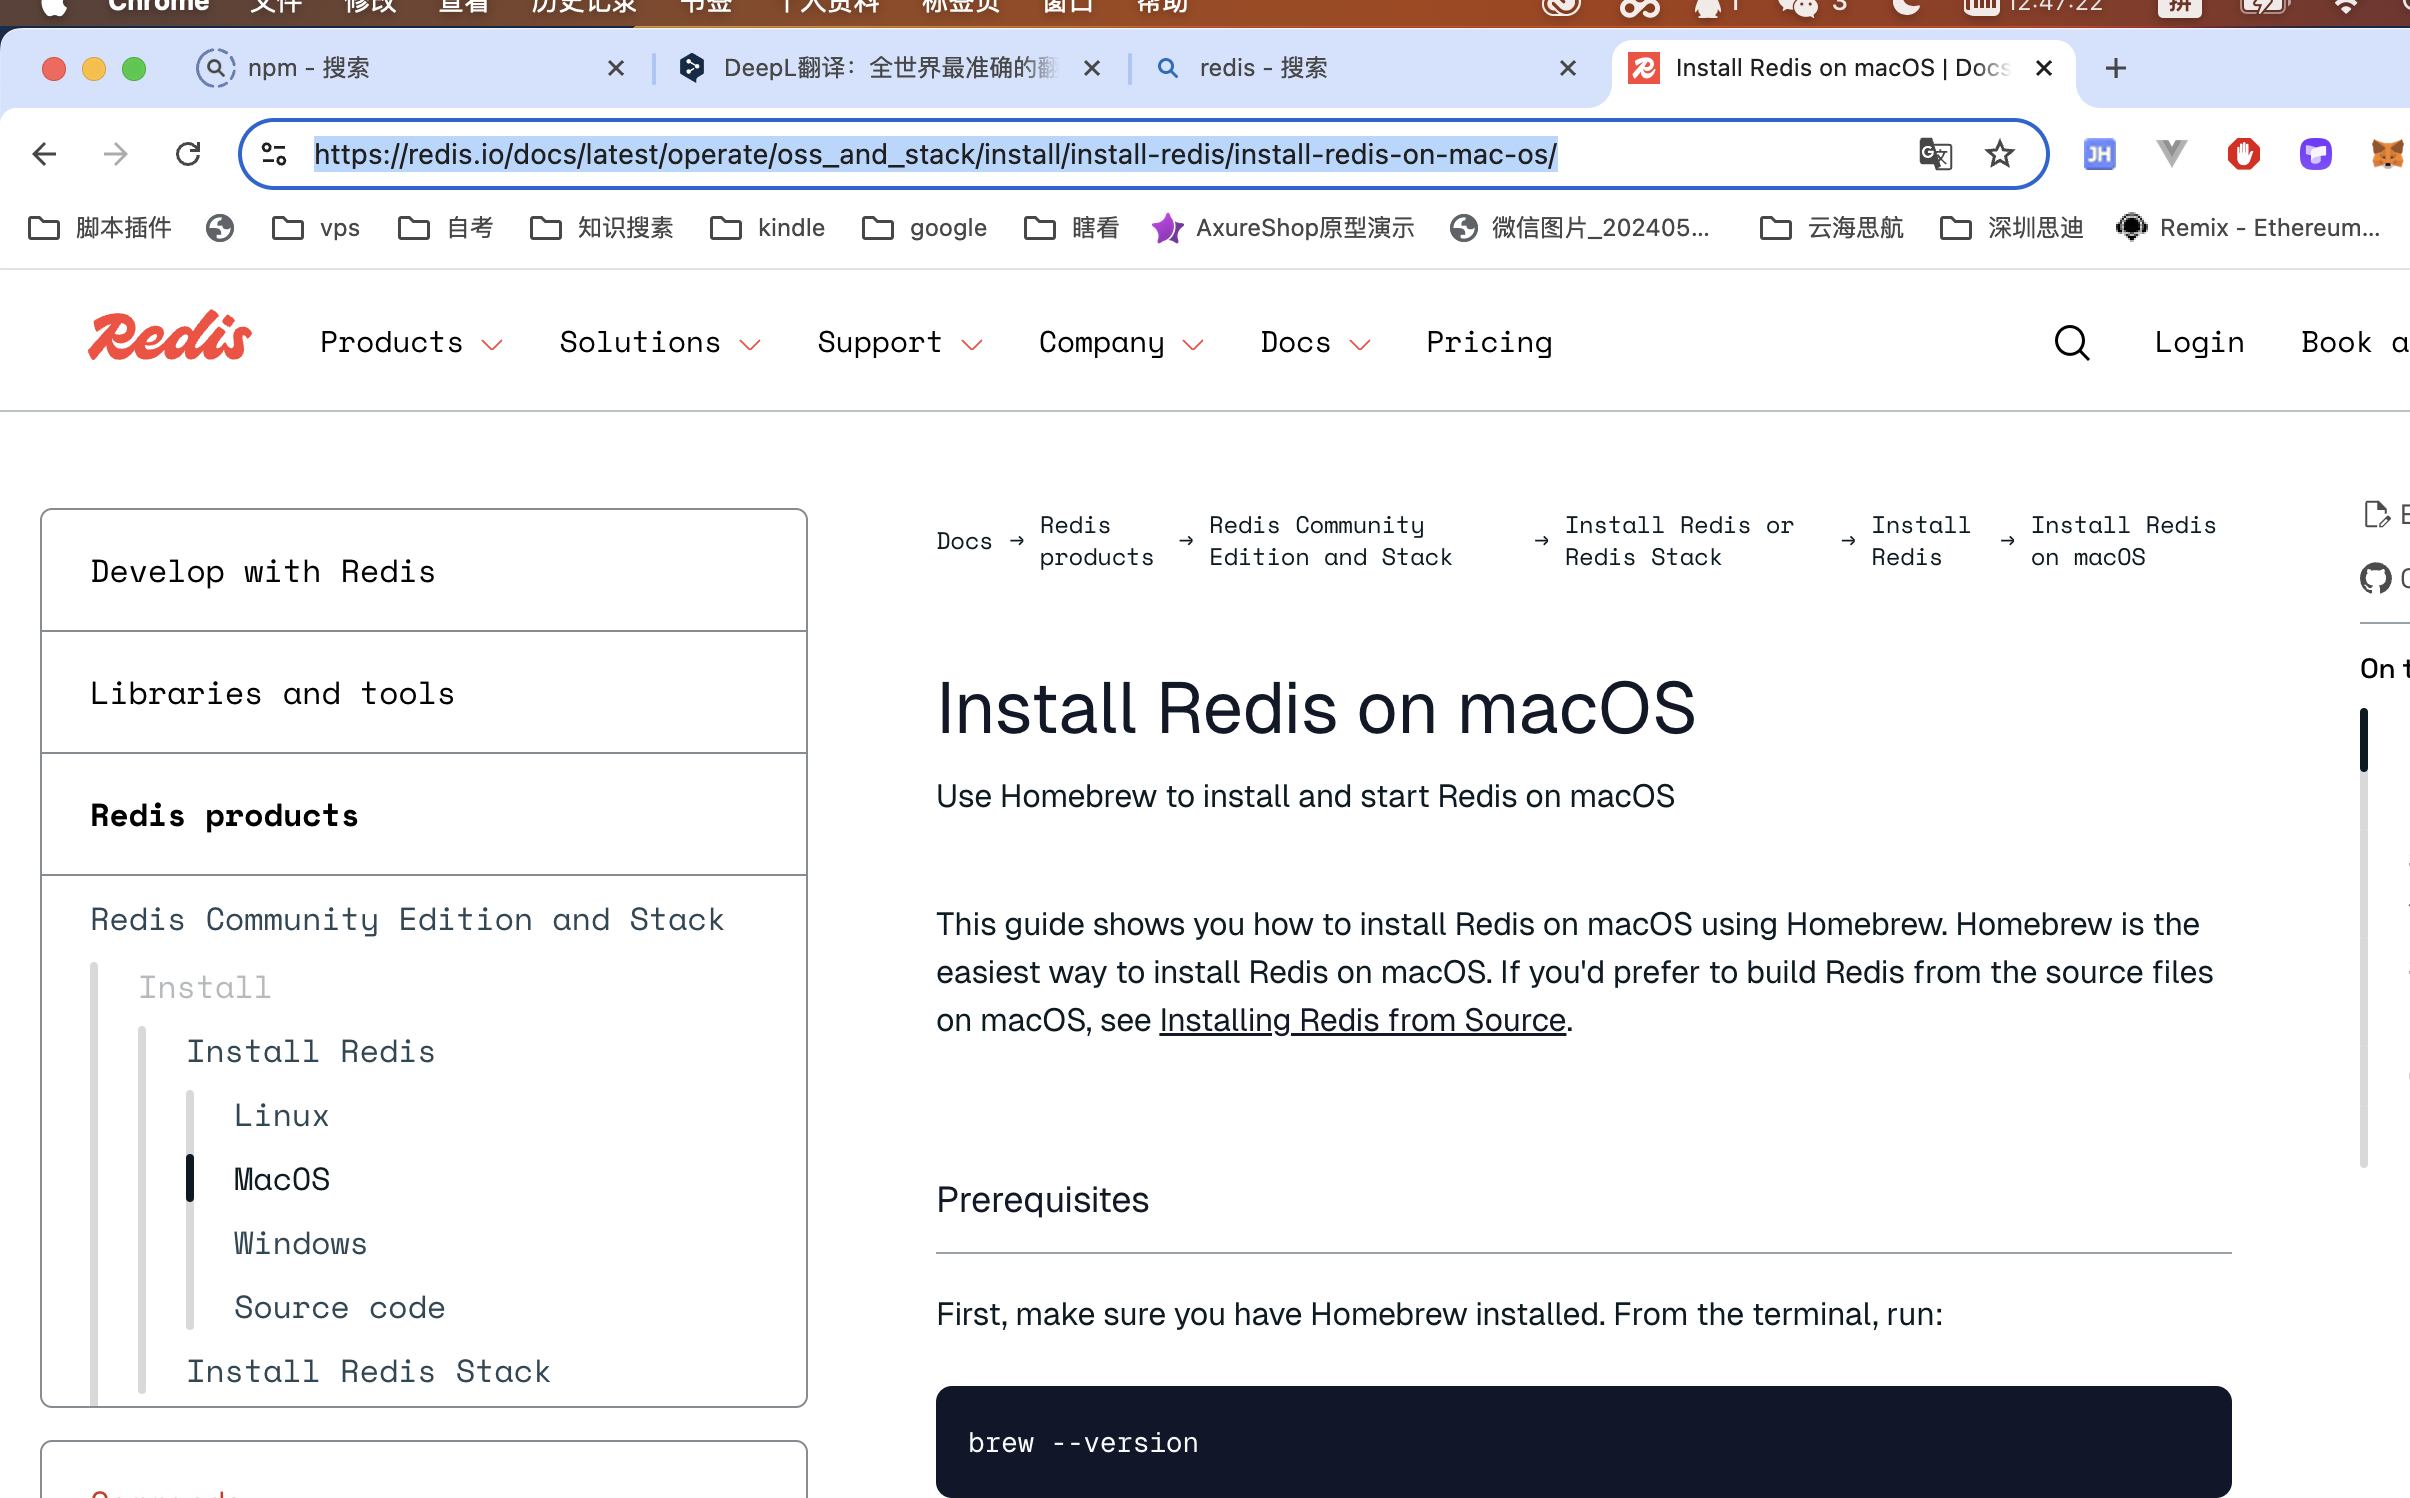 Chrome 文件 修改 查看 历史记录 书签 个人资料 标签页 窗口 帮助 1 3 12:47:22 拼
npm - 搜索
DeepL翻译：全世界最准确的翻
redis - 搜索
Install Redis on macOS | Docs
https://redis.io/docs/latest/operate/oss_and_stack/install/install-redis/install-redis-on-mac-os/
JH
脚本插件 vps 自考 知识搜素 kindle google 瞎看 AxureShop原型演示 微信图片_202405... 云海思航 深圳思迪 Remix - Ethereum...
Redis Products Solutions Support Company Docs Pricing Login Book a
Develop with Redis
Libraries and tools
Redis products
Redis Community Edition and Stack
Install
Install Redis
Linux
MacOS
Windows
Source code
Install Redis Stack
Docs → Redis products → Redis Community Edition and Stack → Install Redis or Redis Stack → Install Redis → Install Redis on macOS
Install Redis on macOS
Use Homebrew to install and start Redis on macOS
This guide shows you how to install Redis on macOS using Homebrew. Homebrew is the
easiest way to install Redis on macOS. If you'd prefer to build Redis from the source files
on macOS, see Installing Redis from Source.
Prerequisites
First, make sure you have Homebrew installed. From the terminal, run:
brew --version
On